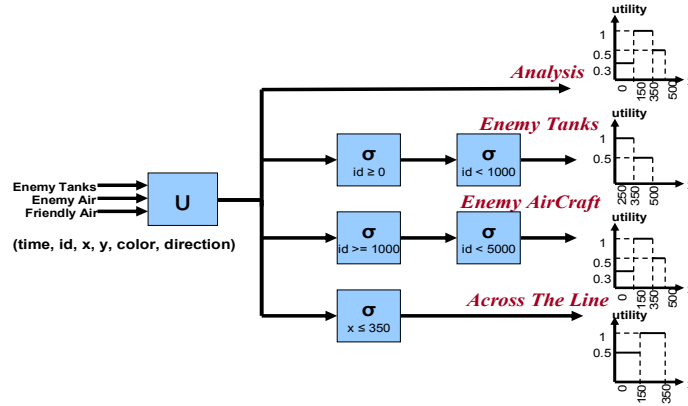 utility
1
0.5
0.3
0
150
350
500
Analysis
Enemy Tanks
utility
1
0.5
250
350
500
σ
id ≥ 0
σ
id < 1000
Enemy Tanks
Enemy Air
Friendly Air
U
(time, id, x, y, color, direction)
Enemy AirCraft
utility
1
0.5
0.3
0
150
350
500
σ
id >= 1000
σ
id < 5000
Across The Line
utility
1
0.5
0
150
350
σ
x ≤ 350